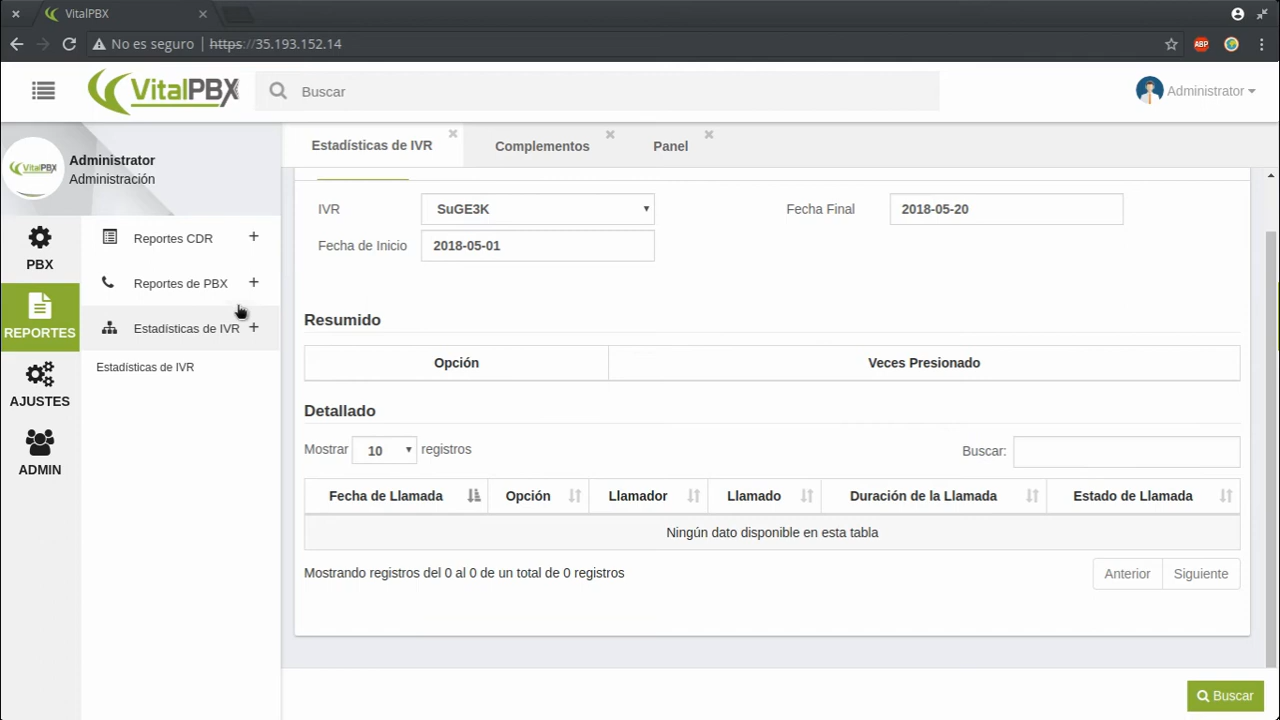 VitalPBX
No es seguro | https://35.193.152.14
ABP
VitalPBX
Buscar
Administrator
VitalPBX
Administrator
Administración
Estadísticas de IVR
Complementos
Panel
PBX
REPORTES
AJUSTES
ADMIN
Reportes CDR +
Reportes de PBX +
Estadísticas de IVR +
Estadísticas de IVR
IVR SuGE3K Fecha Final 2018-05-20
Fecha de Inicio 2018-05-01
Resumido
Opción Veces Presionado
Detallado
Mostrar 10 registros Buscar:
Fecha de Llamada Opción Llamador Llamado Duración de la Llamada Estado de Llamada
Ningún dato disponible en esta tabla
Mostrando registros del 0 al 0 de un total de 0 registros Anterior Siguiente
Buscar